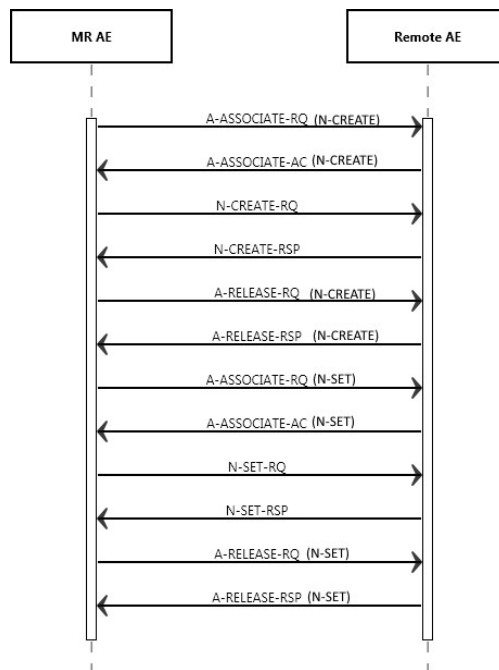 MR AE
Remote AE
A-ASSOCIATE-RQ (N-CREATE)
A-ASSOCIATE-AC (N-CREATE)
N-CREATE-RQ
N-CREATE-RSP
A-RELEASE-RQ (N-CREATE)
A-RELEASE-RSP (N-CREATE)
A-ASSOCIATE-RQ (N-SET)
A-ASSOCIATE-AC (N-SET)
N-SET-RQ
N-SET-RSP
A-RELEASE-RQ (N-SET)
A-RELEASE-RSP (N-SET)